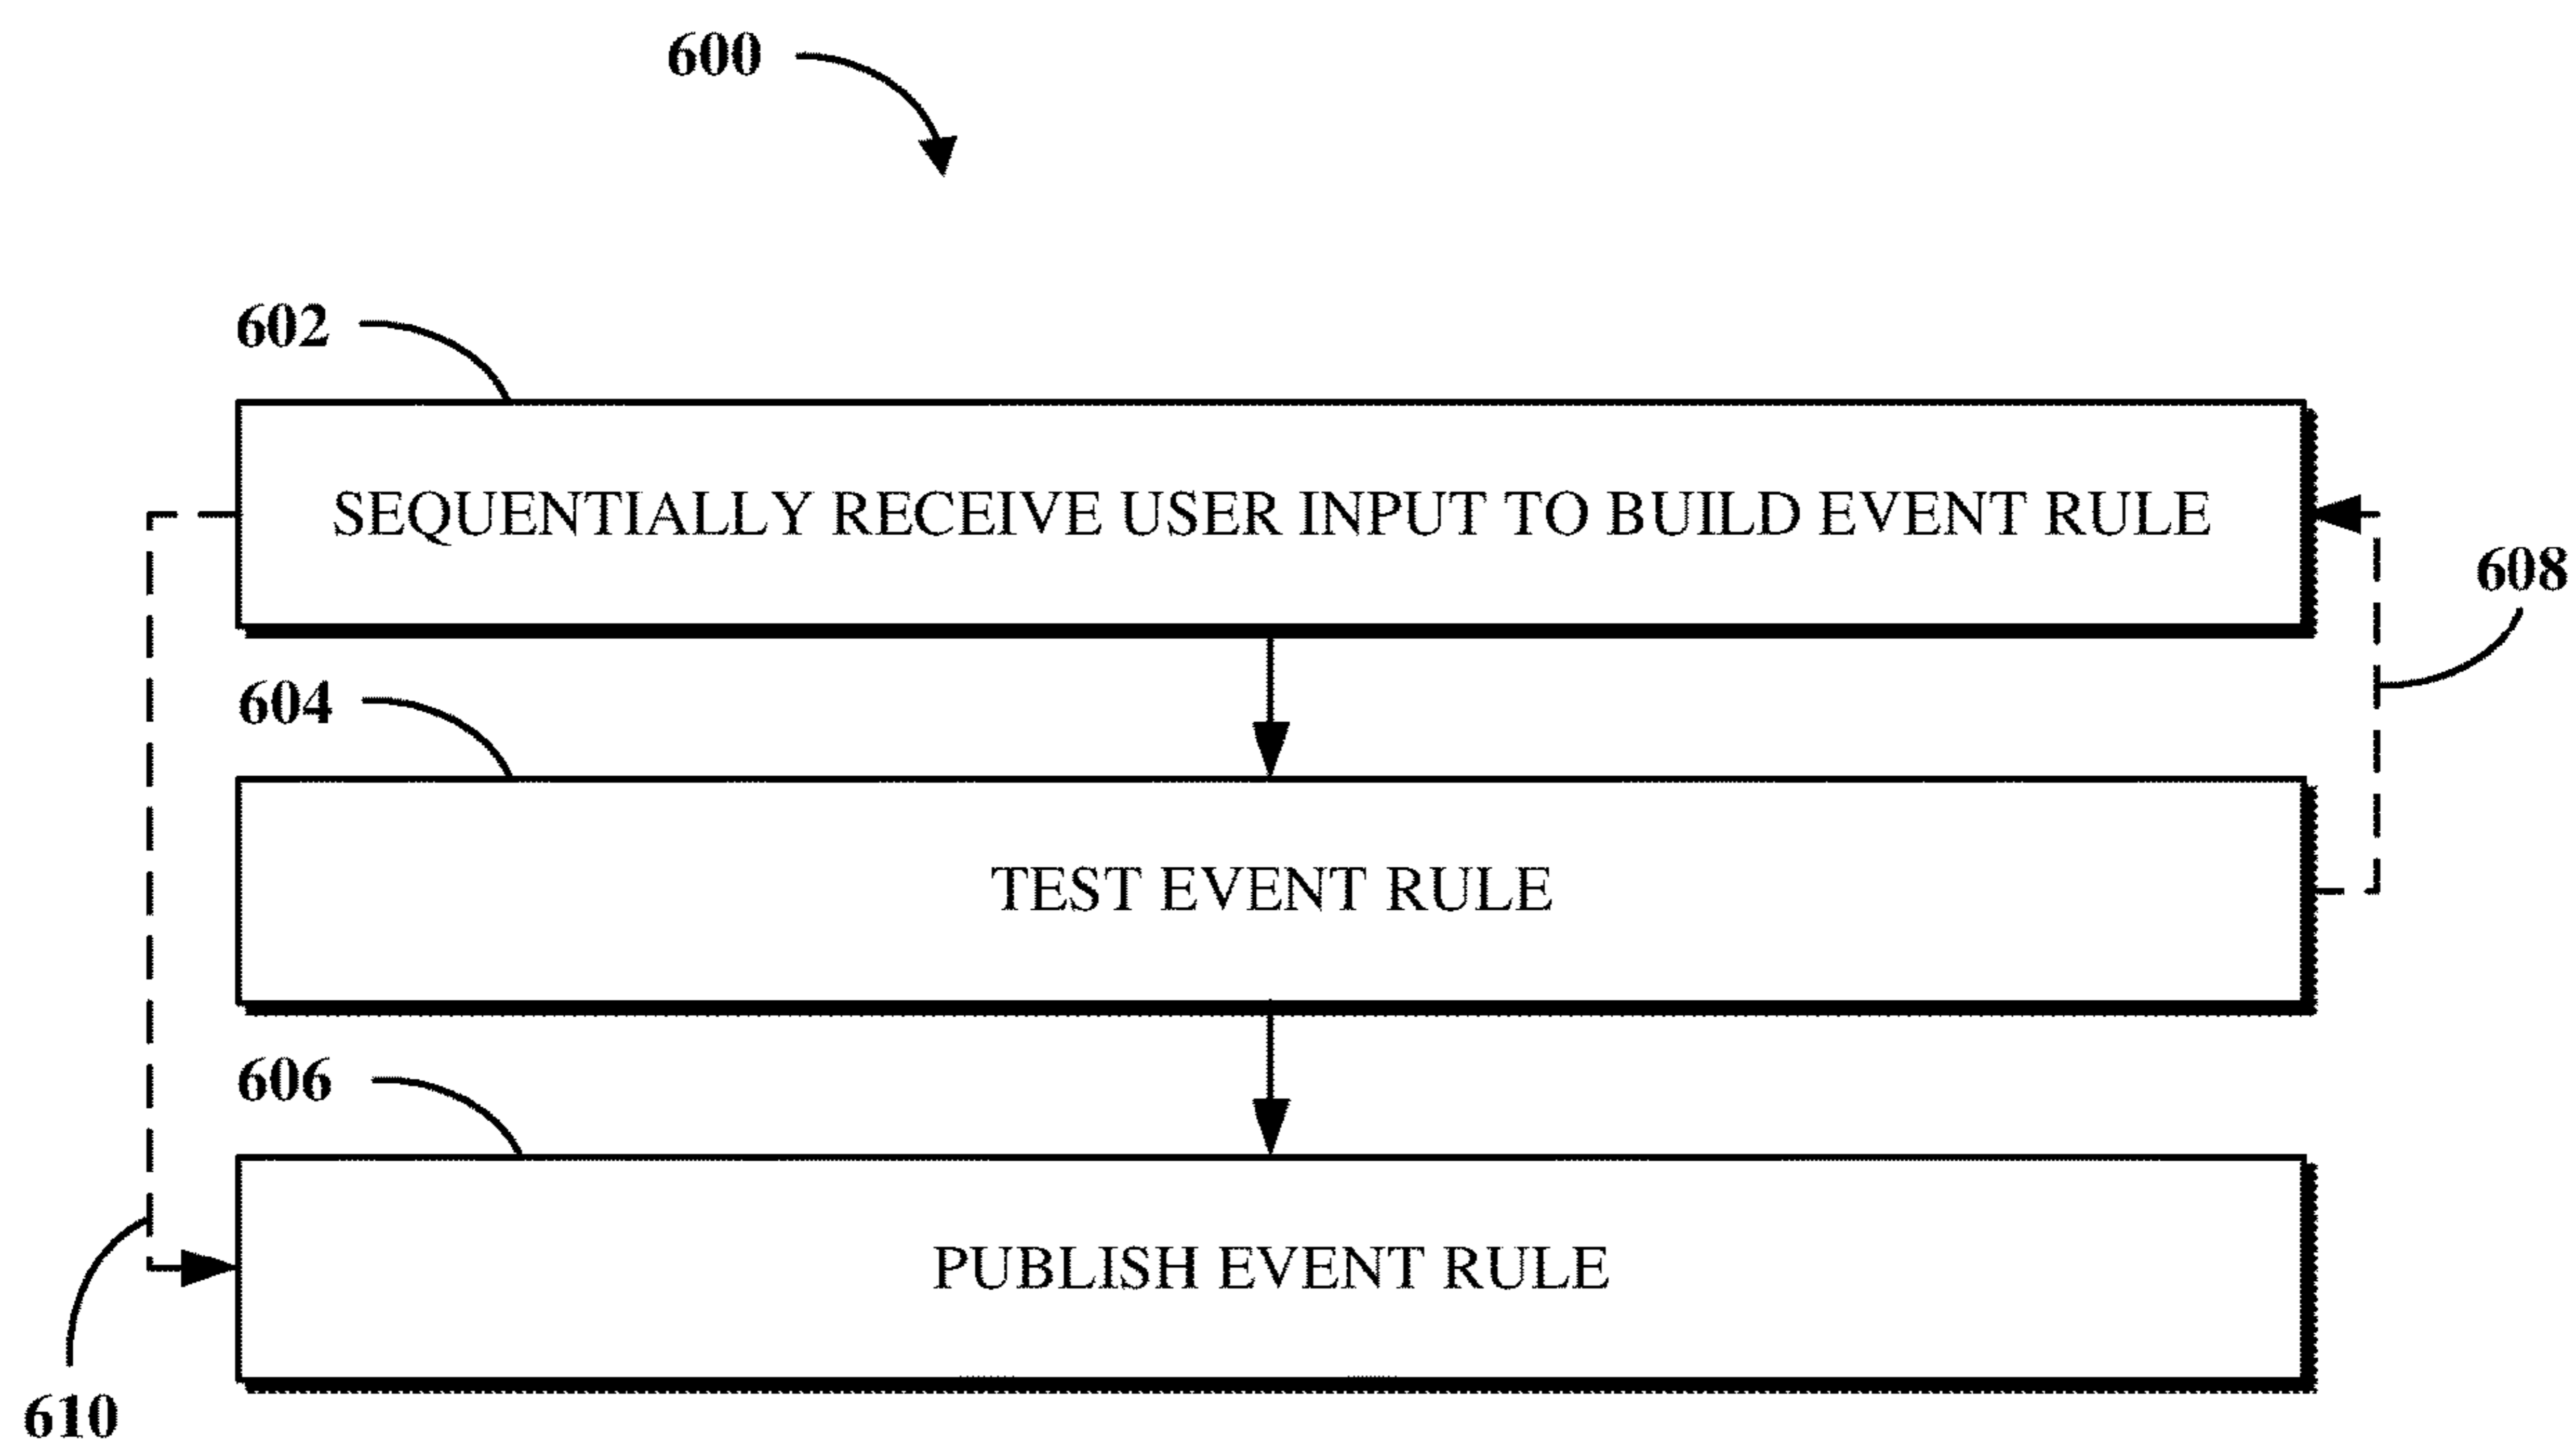 600
602
SEQUENTIALLY RECEIVE USER INPUT TO BUILD EVENT RULE
608
604
TEST EVENT RULE
606
PUBLISH EVENT RULE
610